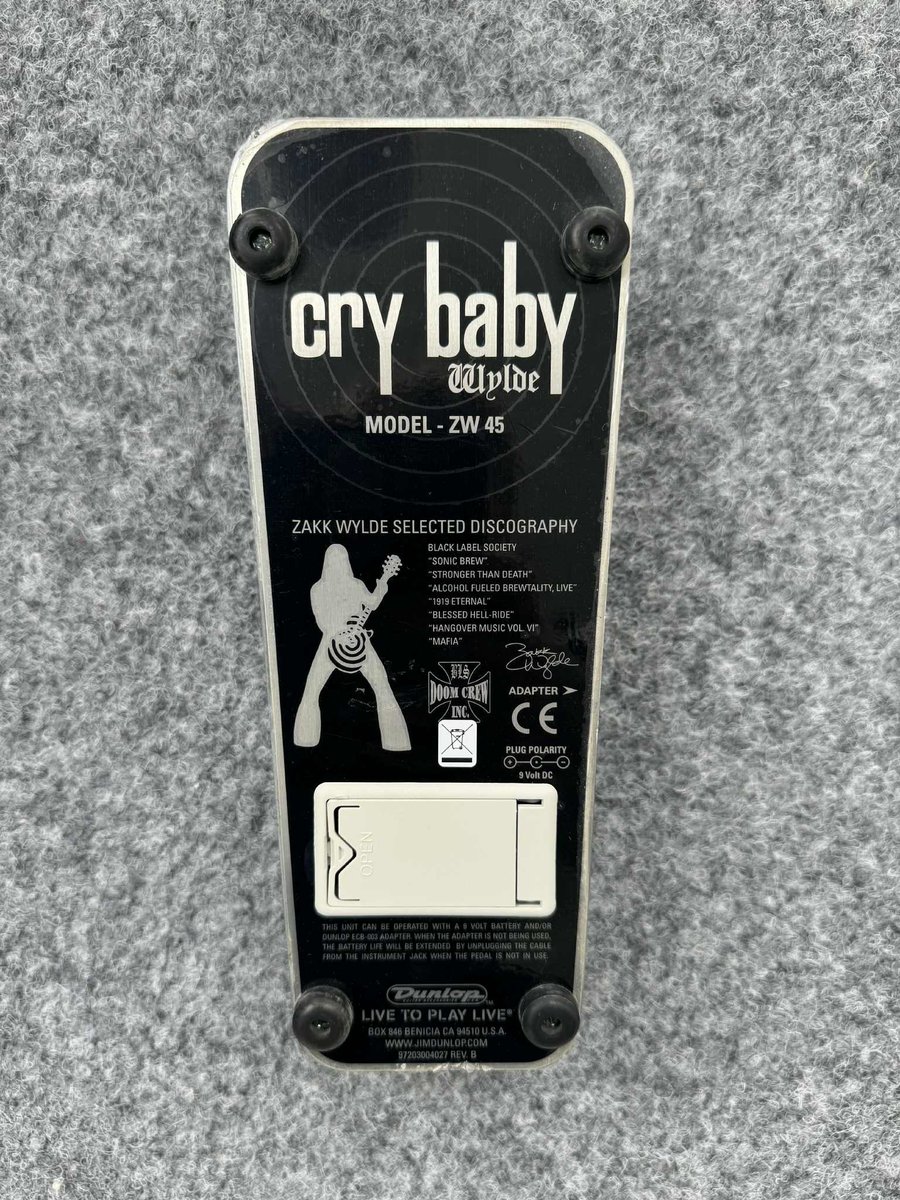 cry baby
Wylde
MODEL - ZW 45
ZAKK WYLDE SELECTED DISCOGRAPHY
BLACK LABEL SOCIETY
"SONIC BREW"
"STRONGER THAN DEATH"
"ALCOHOL FUELED BREWTALITY, LIVE"
"1919 ETERNAL"
"BLESSED HELL-RIDE"
"HANGOVER MUSIC VOL. VI"
"MAFIA"
Zakk Wylde
BLS
DOOM CREW
INC.
ADAPTER
CE
PLUG POLARITY
9 Volt DC
OPEN
THIS UNIT CAN BE OPERATED WITH A 9 VOLT BATTERY AND/OR
DUNLOP ECB-003 ADAPTER. WHEN THE ADAPTER IS NOT BEING USED,
THE BATTERY LIFE WILL BE EXTENDED BY UNPLUGGING THE CABLE
FROM THE INSTRUMENT JACK WHEN THE PEDAL IS NOT IN USE.
Dunlop™
LIVE TO PLAY LIVE®
BOX 846 BENICIA CA 94510 U.S.A.
WWW.JIMDUNLOP.COM
97203004027 REV. B